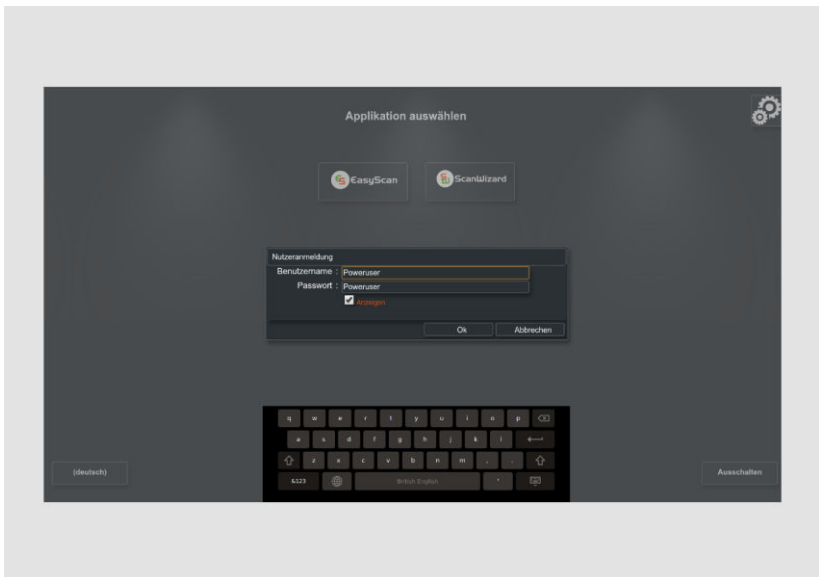 Applikation auswählen
EasyScan
ScanWizard
Nutzeranmeldung
Benutzername : Poweruser
Passwort : Poweruser
Anzeigen
Ok Abbrechen
q w e r t y u i o p
a s d f g h j k l
z x c v b n m , .
&123 British English '
(deutsch)
Ausschalten